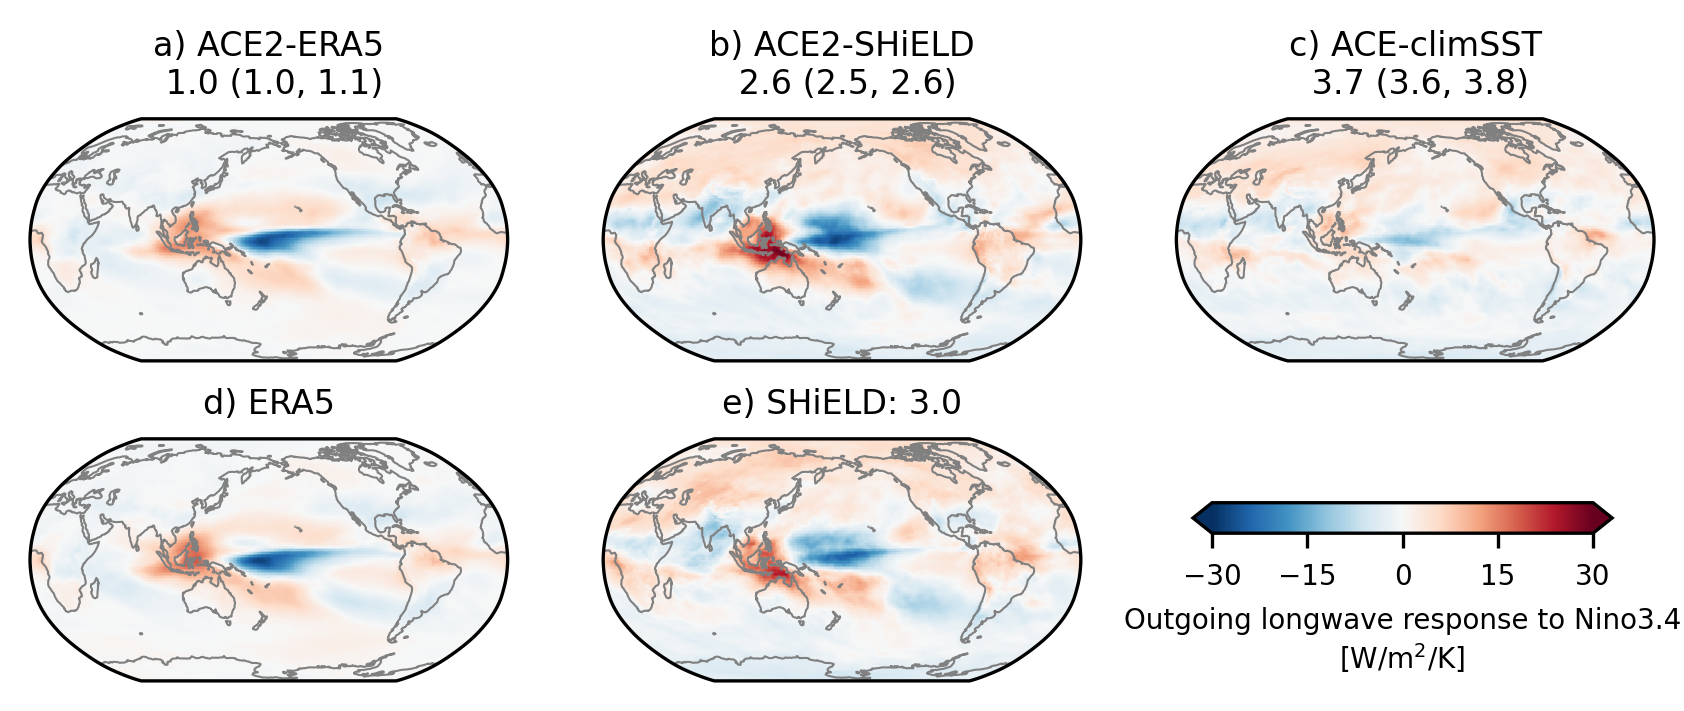 a) ACE2-ERA5
1.0 (1.0, 1.1)
b) ACE2-SHiELD
2.6 (2.5, 2.6)
c) ACE-climSST
3.7 (3.6, 3.8)
d) ERA5
e) SHiELD: 3.0
−30 −15 0 15 30
Outgoing longwave response to Nino3.4
[W/m²/K]